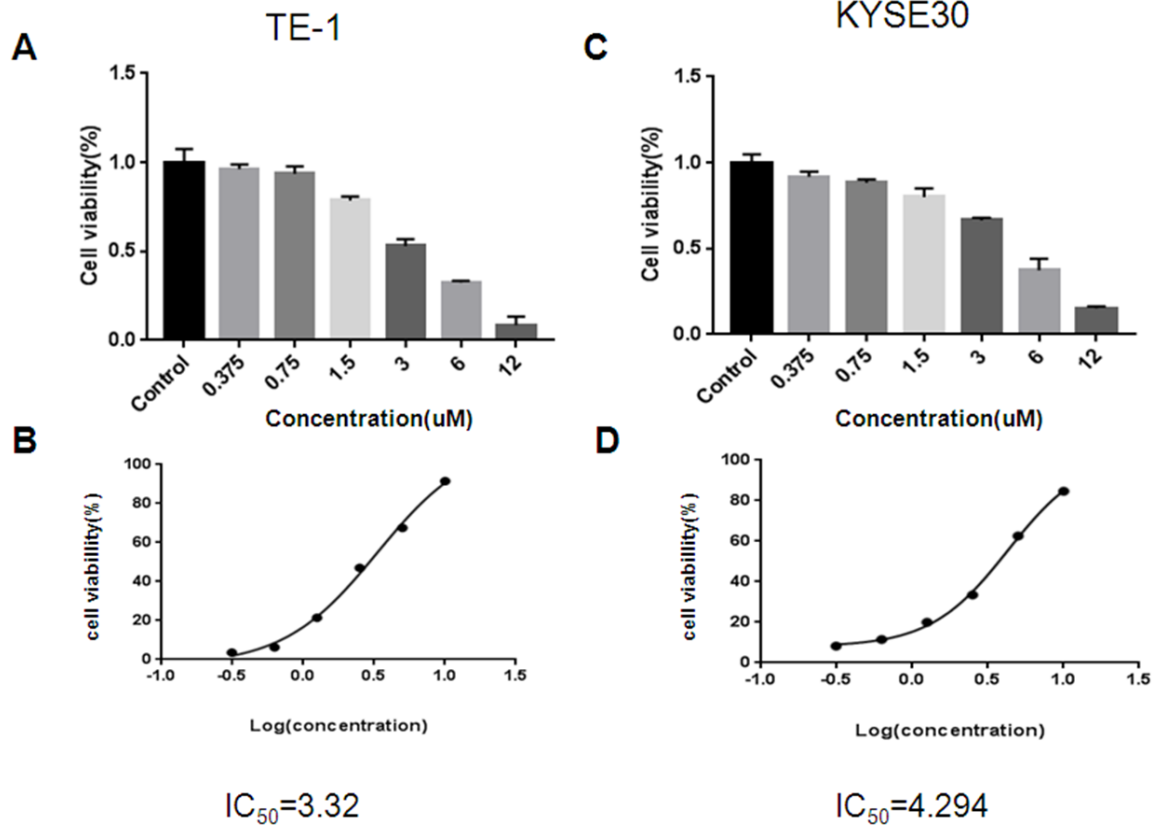 TE-1
KYSE30
A
C
1.5
1.0
0.5
0.0
Cell viability(%)
Control
0.375
0.75
1.5
3
6
12
Concentration(uM)
1.5
1.0
0.5
0.0
Cell viability(%)
Control
0.375
0.75
1.5
3
6
12
Concentration(uM)
B
D
100
80
60
40
20
0
cell viabillity(%)
-1.0
-0.5
0.0
0.5
1.0
1.5
Log(concentration)
100
80
60
40
20
0
cell viabillity(%)
-1.0
-0.5
0.0
0.5
1.0
1.5
Log(concentration)
IC50=3.32
IC50=4.294